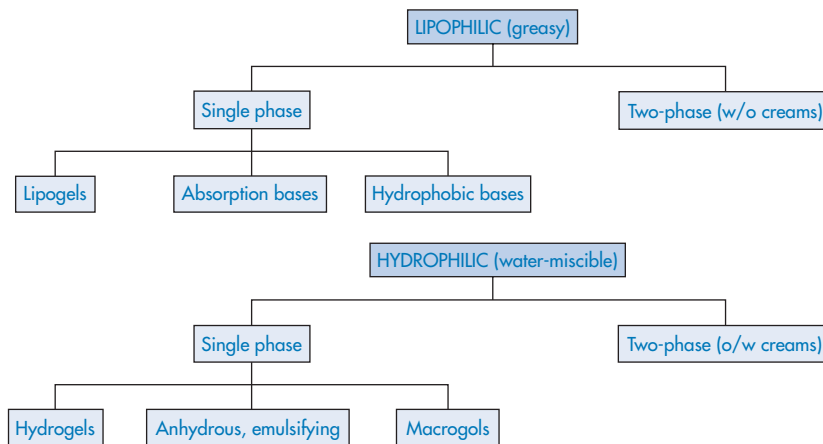 LIPOPHILIC (greasy)
Single phase
Two-phase (w/o creams)
Lipogels
Absorption bases
Hydrophobic bases
HYDROPHILIC (water-miscible)
Single phase
Two-phase (o/w creams)
Hydrogels
Anhydrous, emulsifying
Macrogols